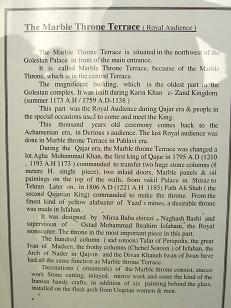 The Marble Throne Terrace ( Royal Audience )
The Marble Throne Terrace is situated in the northwest of the
Golestan Palace in front of the main entrance.
It is called Marble Throne Terrace, because of the Marble
Throne, which is in the central Terrace.
The magnificent building, which is the oldest part in the
Golestan complex. It was built during Karim Khan e- Zand Kingdom.
(summer 1173 A.H / 1759 A.D-1138 )
This part was the Royal Audience during Qajar era & people in
the special occasions used to come and meet the King.
This thousand years old ceremony comes back to the
Achamenian era, in Derious s audience. The last Royal audience was
done in Marble throne Terrace in Pahlavi era.
During the Qajar era, the Marble Throne Terrace was changed a
lot. Agha Mohammad Khan, the first king of Qajar in 1795 A.D (1210
, 1193 A.H 1173 ) commanded to transfer two huge stone columns (3
meters H. single piece), two inlaid doors, Marble panels & oil
paintings on the top of the walls, from vakil Palace in Shiraz to
Tehran. Later on, in 1806 A.D (1221 A.H 1185) Fath Ali Shah ( the
second Qajarian King) commanded to make the throne. From the
finest kind of yellow alabaster of Yazd s mines, a desirable throne
was made in Isfahan.
It was designed by Mirza Baba shirazi - Naghash Bashi and
supervision of Ostad Mohammad Ibrahim Isfahani, the Royal
stonecutter. The throne in the most important piece in this part.
The hundred column ( sad sotoon) Talar of Persepolis, the great
Ivan of Madaen, the frothy columns (Chehel Sotoon ) of Isfahan, the
Arch of Nader in Qazvin and the Divan Khaneh Ivan of Iwan have
had all the same function as Marble throne Terrace.
Decorations ( ornaments of the Marble throne consist, stucco
work Stone cutting, inlayed, mirror work and some the kind of the
Iranian handy crafts, in addition of six painting behind the glass,
installed on the flash arch from Utopian women & men.